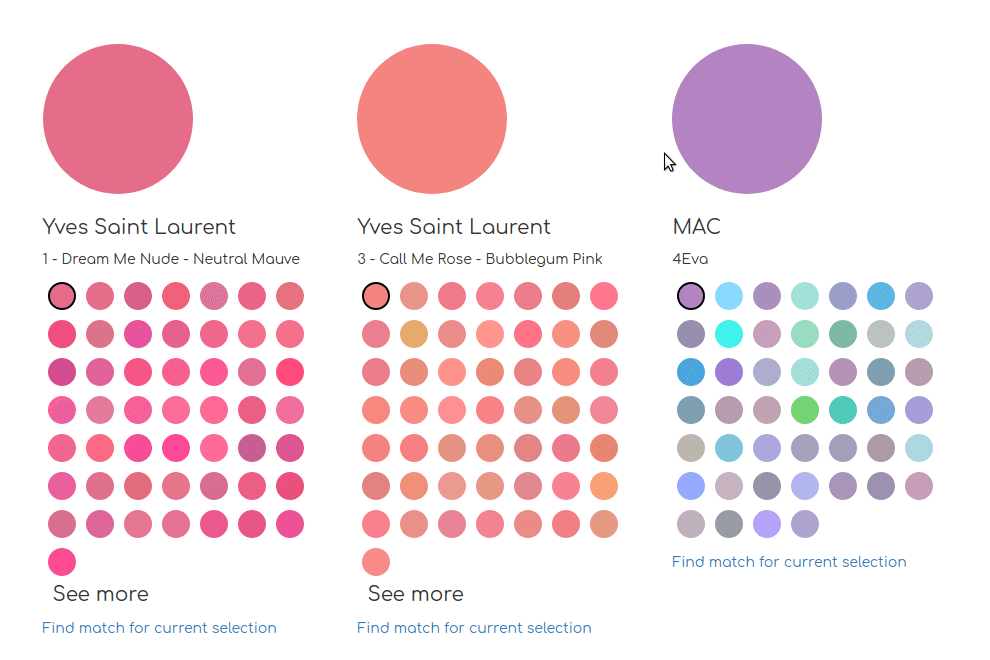 Yves Saint Laurent
1 - Dream Me Nude - Neutral Mauve
See more
Find match for current selection
Yves Saint Laurent
3 - Call Me Rose - Bubblegum Pink
See more
Find match for current selection
MAC
4Eva
Find match for current selection